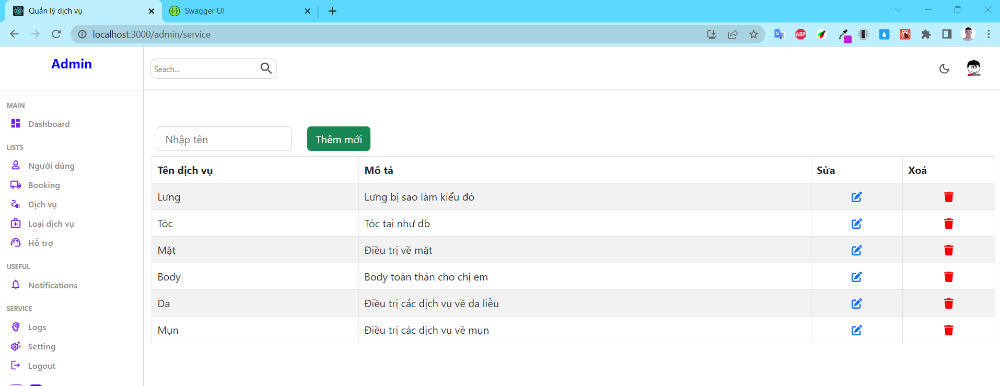 Quản lý dịch vụ
Swagger UI
localhost:3000/admin/service
ABP
Admin
Seach...
MAIN
Dashboard
LISTS
Người dùng
Booking
Dịch vụ
Loại dịch vụ
Hỗ trợ
USEFUL
Notifications
SERVICE
Logs
Setting
Logout
Nhập tên
Thêm mới
Tên dịch vụ Mô tả Sửa Xoá
Lưng Lưng bị sao làm kiểu đó
Tóc Tóc tai như db
Mặt Điều trị về mặt
Body Body toàn thân cho chị em
Da Điều trị các dịch vụ về da liễu
Mụn Điều trị các dịch vụ về mụn